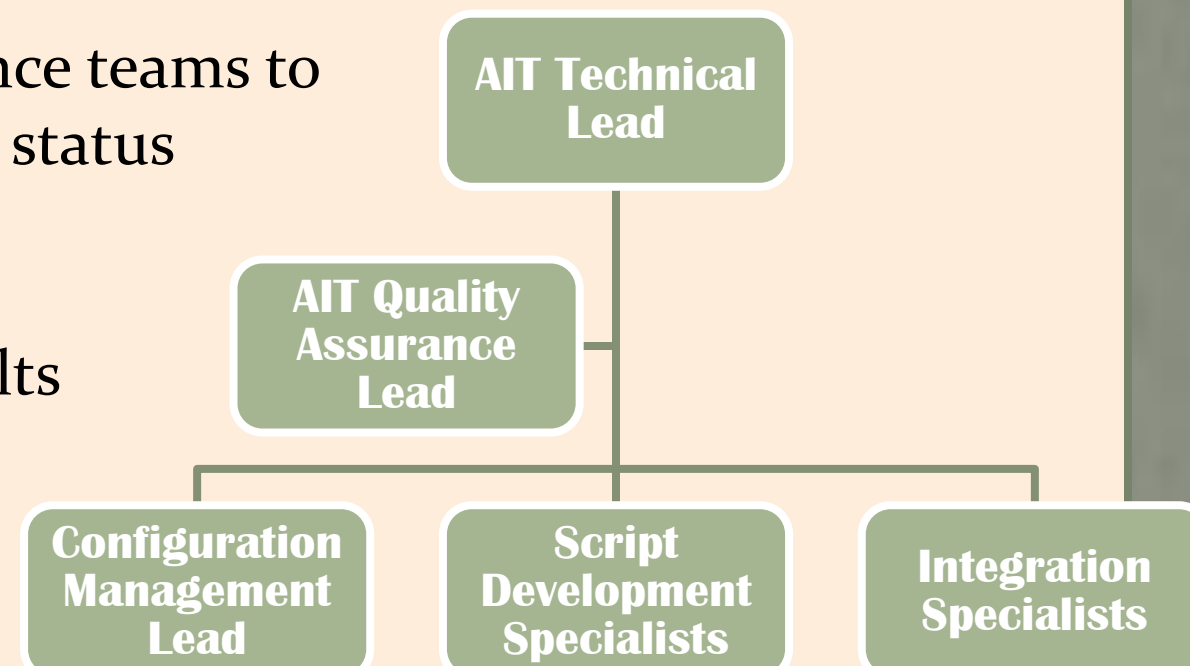 nce teams to
status
lts
AIT Technical
Lead
AIT Quality
Assurance
Lead
Configuration
Management
Lead
Script
Development
Specialists
Integration
Specialists